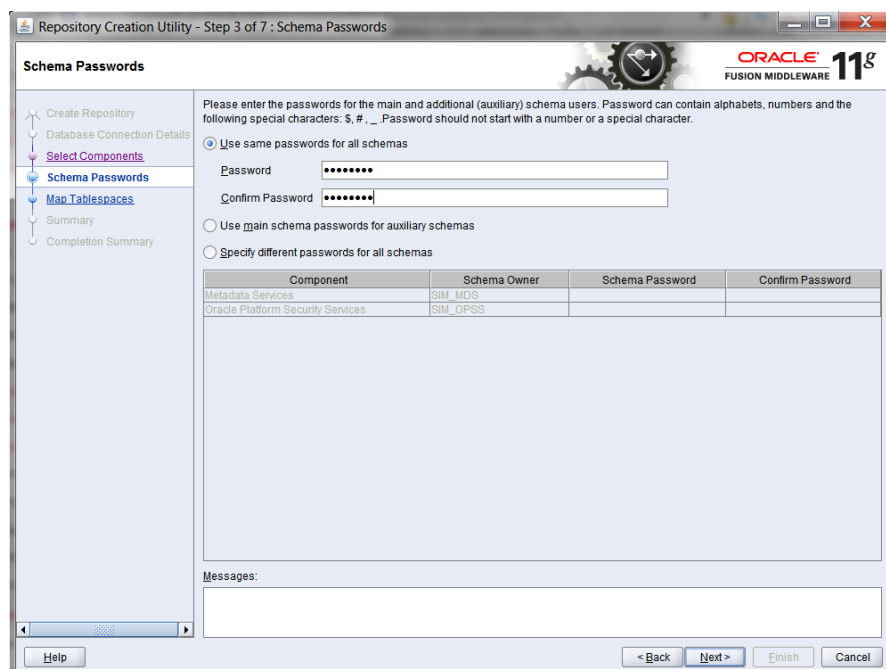 Repository Creation Utility - Step 3 of 7 : Schema Passwords
Schema Passwords
ORACLE
FUSION MIDDLEWARE 11g
Create Repository
Database Connection Details
Select Components
Schema Passwords
Map Tablespaces
Summary
Completion Summary
Please enter the passwords for the main and additional (auxiliary) schema users. Password can contain alphabets, numbers and the
following special characters: $, # , _ .Password should not start with a number or a special character.
Use same passwords for all schemas
Password ••••••••
Confirm Password ••••••••
Use main schema passwords for auxiliary schemas
Specify different passwords for all schemas
Component Schema Owner Schema Password Confirm Password
Metadata Services SIM_MDS
Oracle Platform Security Services SIM_OPSS
Messages:
Help < Back Next > Finish Cancel